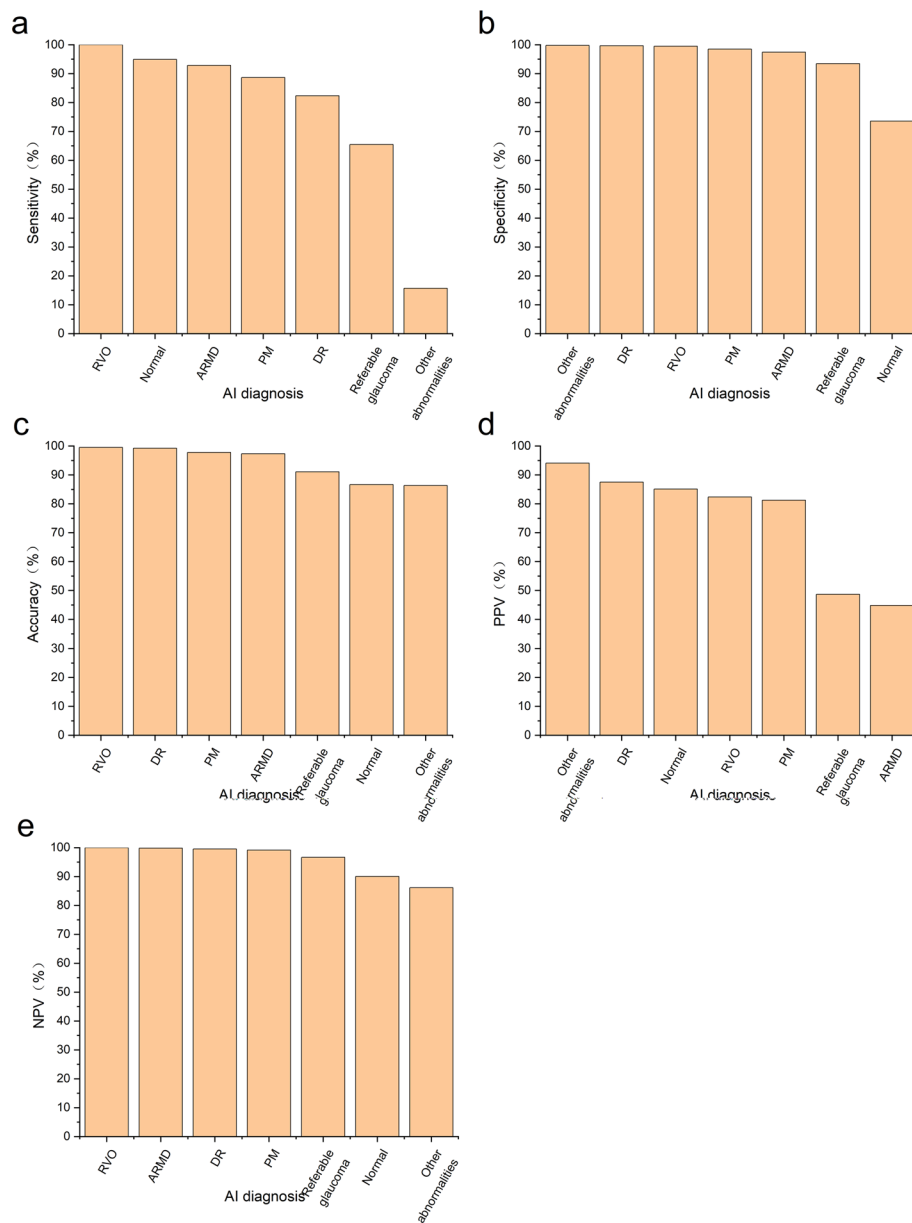 a
100
90
80
70
60
50
40
30
20
10
0
Sensitivity（%）
RVO
Normal
ARMD
PM
DR
Referable
glaucoma
Other
abnormalities
AI diagnosis
b
100
90
80
70
60
50
40
30
20
10
0
Specificity（%）
Other
abnormalities
DR
RVO
PM
ARMD
Referable
glaucoma
Normal
AI diagnosis
c
100
90
80
70
60
50
40
30
20
10
0
Accuracy（%）
RVO
DR
PM
ARMD
Referable
glaucoma
Normal
Other
AI diagnosis
d
100
90
80
70
60
50
40
30
20
10
0
PPV（%）
Other
DR
Normal
RVO
PM
Referable
glaucoma
ARMD
AI diagnosis
e
100
90
80
70
60
50
40
30
20
10
0
NPV（%）
RVO
ARMD
DR
PM
Referable
glaucoma
Normal
Other
abnormalities
AI diagnosis